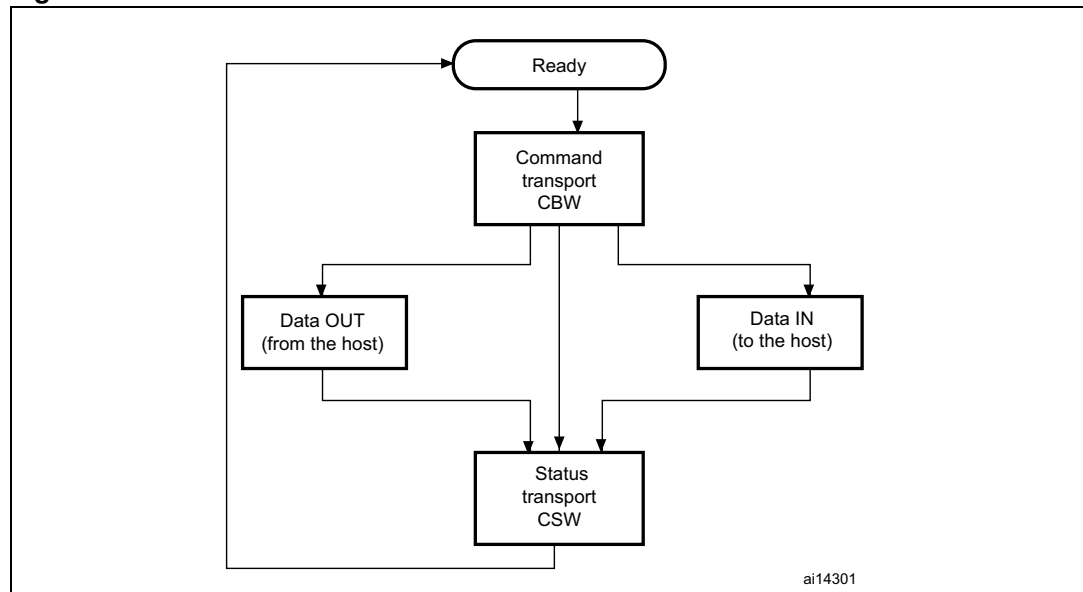 Ready
Command
transport
CBW
Data OUT
(from the host)
Data IN
(to the host)
Status
transport
CSW
ai14301